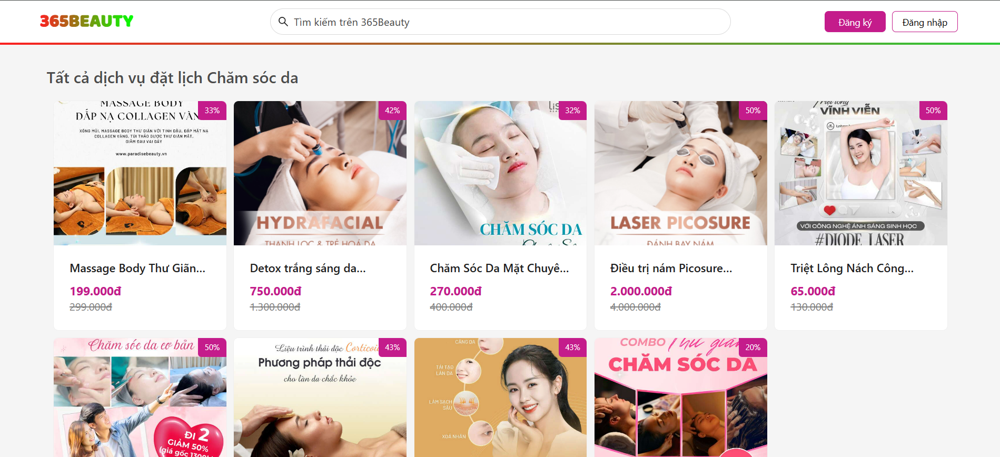 365BEAUTY
Tìm kiếm trên 365Beauty
Đăng ký
Đăng nhập
Tất cả dịch vụ đặt lịch Chăm sóc da
MASSAGE BODY
33%
ĐẮP NẠ COLLAGEN VÀN
XÔNG MŨI, MASSAGE BODY THƯ GIÃN VỚI TINH DẦU, ĐẮP MẶT NẠ
COLLAGEN VÀNG, TÚI THẢO DƯỢC THƯ GIÃN MẮT,
GIẢM ĐAU VAI GÁY
www.paradisebeauty.vn
Massage Body Thư Giãn...
199.000đ
299.000đ
42%
HYDRAFACIAL
THANH LỌC & TRẺ HOÁ DA
Detox trắng sáng da...
750.000đ
1.300.000đ
32%
CHĂM SÓC DA
Chăm Sóc Da Mặt Chuyê...
270.000đ
400.000đ
50%
LASER PICOSURE
ĐÁNH BAY NÁM
Điều trị nám Picosure...
2.000.000đ
4.000.000đ
50%
Triệt lông
VĨNH VIỄN
VỚI CÔNG NGHỆ ÁNH SÁNG SINH HỌC
#DIODE LASER
Triệt Lông Nách Công...
65.000đ
130.000đ
Chăm sóc da cơ bản
50%
ĐI 2
GIẢM 50%
(giá gốc 1300k
Liệu trình thải độc Corticoi
43%
Phương pháp thải độc
cho làn da chắc khỏe
CĂNG DA
43%
TÁI TẠO
LÀN DA
LÀM SẠCH
SÂU
XOÁ NHĂN
COMBO Thư giãn
20%
CHĂM SÓC DA